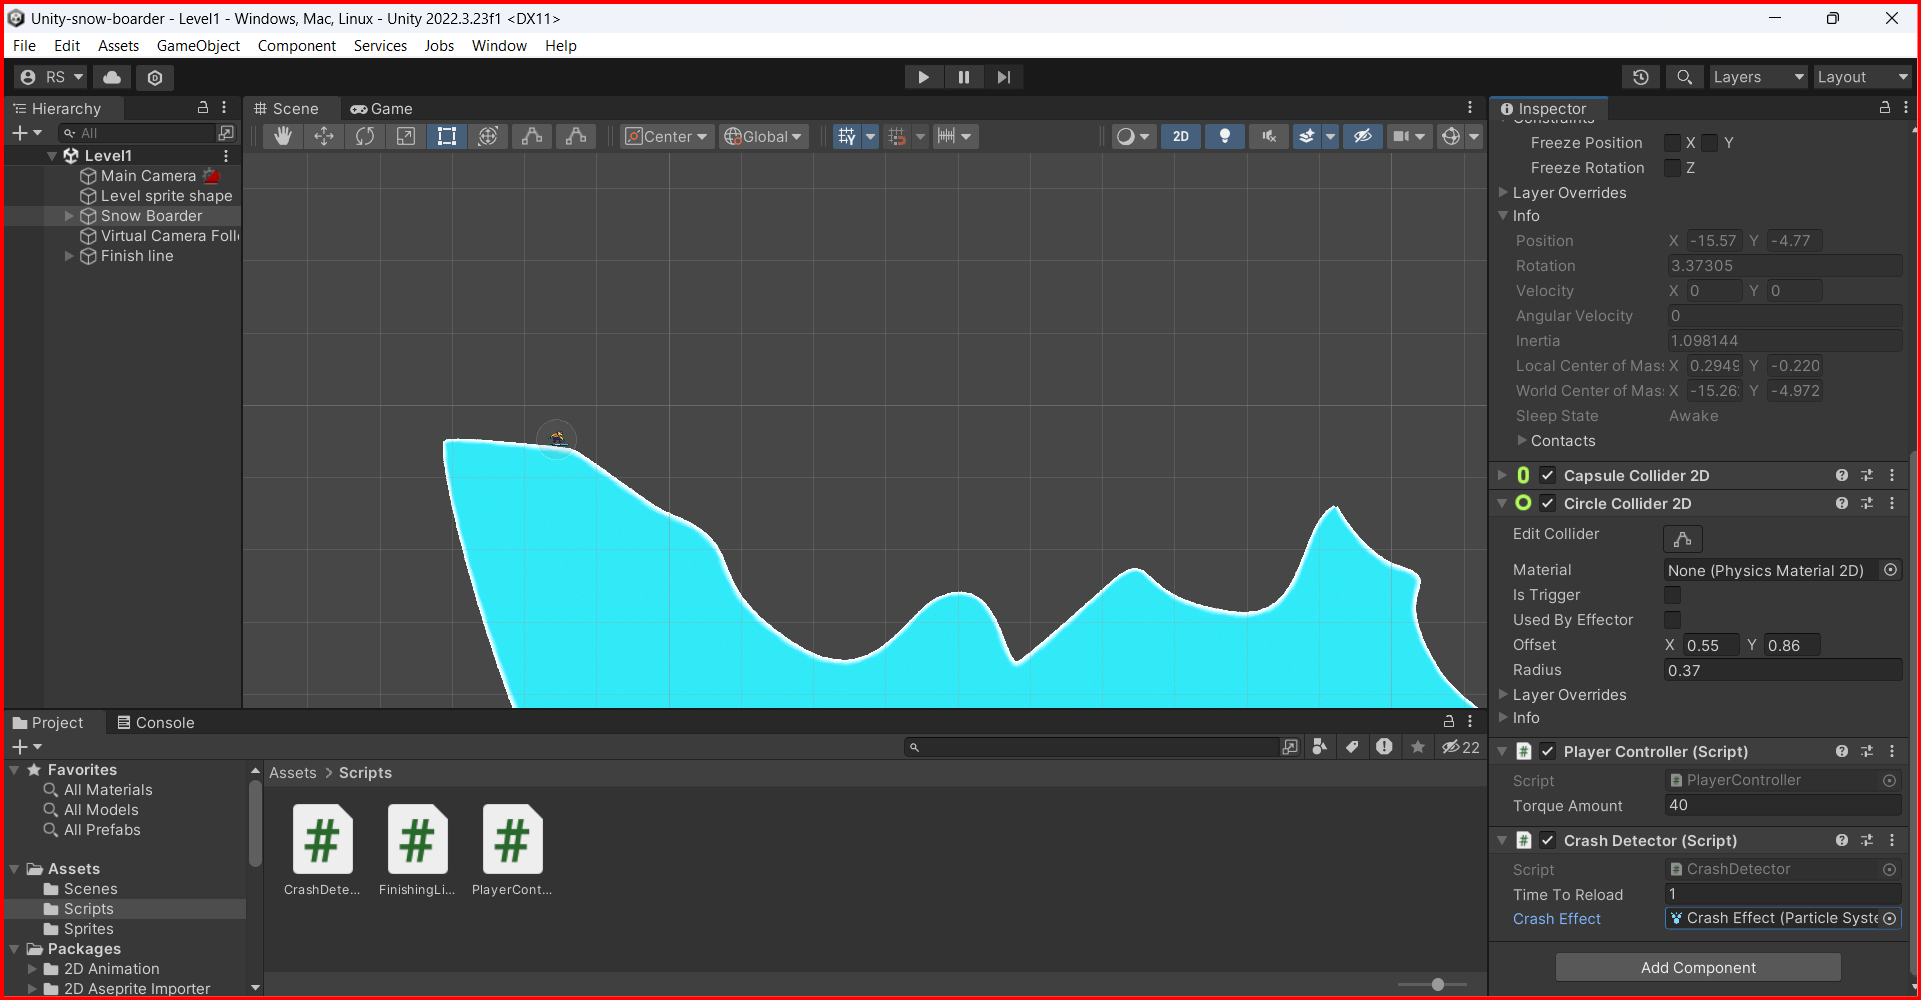 Unity-snow-boarder - Level1 - Windows, Mac, Linux - Unity 2022.3.23f1 <DX11>
File Edit Assets GameObject Component Services Jobs Window Help
RS Layers Layout
Hierarchy
All
Level1
Main Camera
Level sprite shape
Snow Boarder
Virtual Camera Foll
Finish line
Scene Game
Center Global 2D
Inspector
Constraints
Freeze Position X Y
Freeze Rotation Z
Layer Overrides
Info
Position X -15.57 Y -4.77
Rotation 3.37305
Velocity X 0 Y 0
Angular Velocity 0
Inertia 1.098144
Local Center of Mas: X 0.2949 Y -0.220
World Center of Mas: X -15.26 Y -4.972
Sleep State Awake
Contacts
Capsule Collider 2D
Circle Collider 2D
Edit Collider
Material None (Physics Material 2D)
Is Trigger
Used By Effector
Offset X 0.55 Y 0.86
Radius 0.37
Layer Overrides
Info
# Player Controller (Script)
Script # PlayerController
Torque Amount 40
# Crash Detector (Script)
Script # CrashDetector
Time To Reload 1
Crash Effect Crash Effect (Particle Syste
Add Component
Project Console
22
Favorites
All Materials
All Models
All Prefabs
Assets
Scenes
Scripts
Sprites
Packages
2D Animation
2D Aseprite Importer
Assets > Scripts
# # #
CrashDete... FinishingLi... PlayerCont...